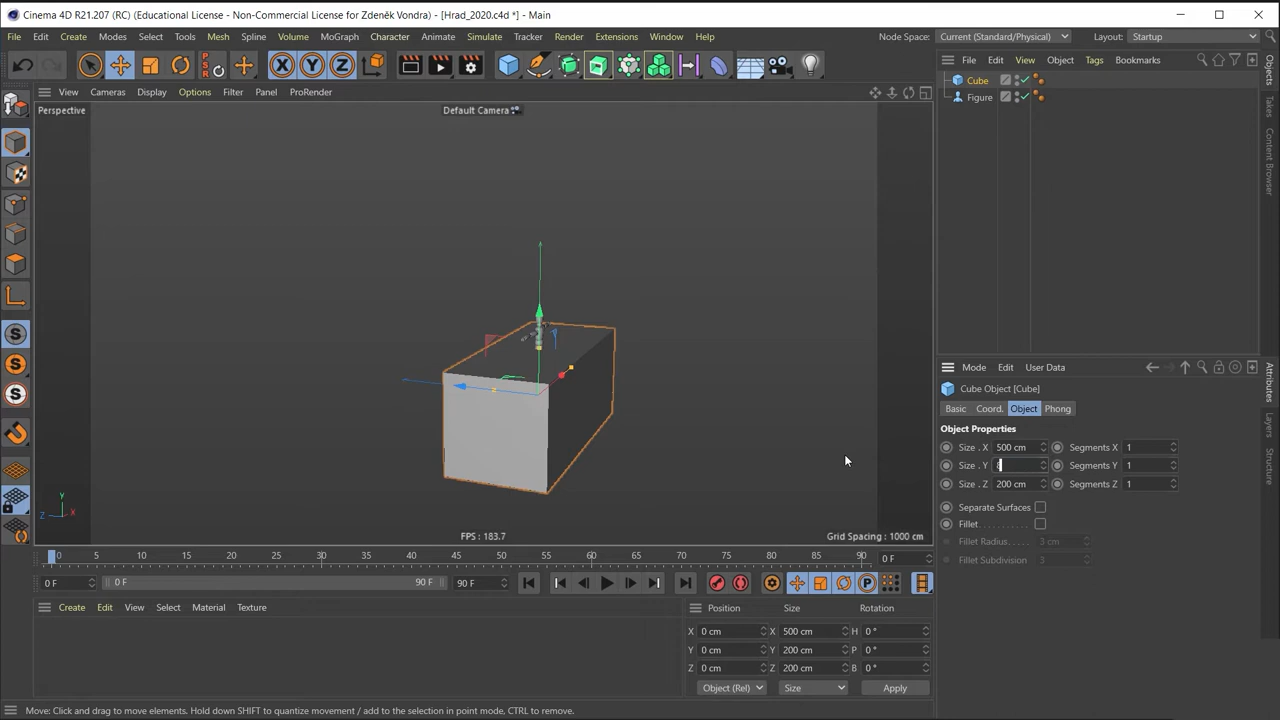 Cinema 4D R21.207 (RC) (Educational License - Non-Commercial License for Zdeněk Vondra) - [Hrad_2020.c4d *] - Main
File Edit Create Modes Select Tools Mesh Spline Volume MoGraph Character Animate Simulate Tracker Render Extensions Window Help Node Space: Current (Standard/Physical) Layout: Startup
File Edit View Object Tags Bookmarks
View Cameras Display Options Filter Panel ProRender
Perspective
Default Camera
Cube
Figure
Objects
Takes
Content Browser
X Y Z
PSR
S
S
S
Y
Z X
FPS : 183.7
Grid Spacing : 1000 cm
Mode Edit User Data
Cube Object [Cube]
Basic Coord. Object Phong
Object Properties
Size . X 500 cm Segments X 1
Size . Y Segments Y 1
Size . Z 200 cm Segments Z 1
Separate Surfaces
Fillet
Fillet Radius 3 cm
Fillet Subdivision 3
Attributes
Layers
Structure
0 5 10 15 20 25 30 35 40 45 50 55 60 65 70 75 80 85 90 0 F
0 F 0 F 90 F 90 F
P
Create Edit View Select Material Texture
Position Size Rotation
X 0 cm X 500 cm H 0 °
Y 0 cm Y 200 cm P 0 °
Z 0 cm Z 200 cm B 0 °
Object (Rel) Size Apply
Move: Click and drag to move elements. Hold down SHIFT to quantize movement / add to the selection in point mode, CTRL to remove.